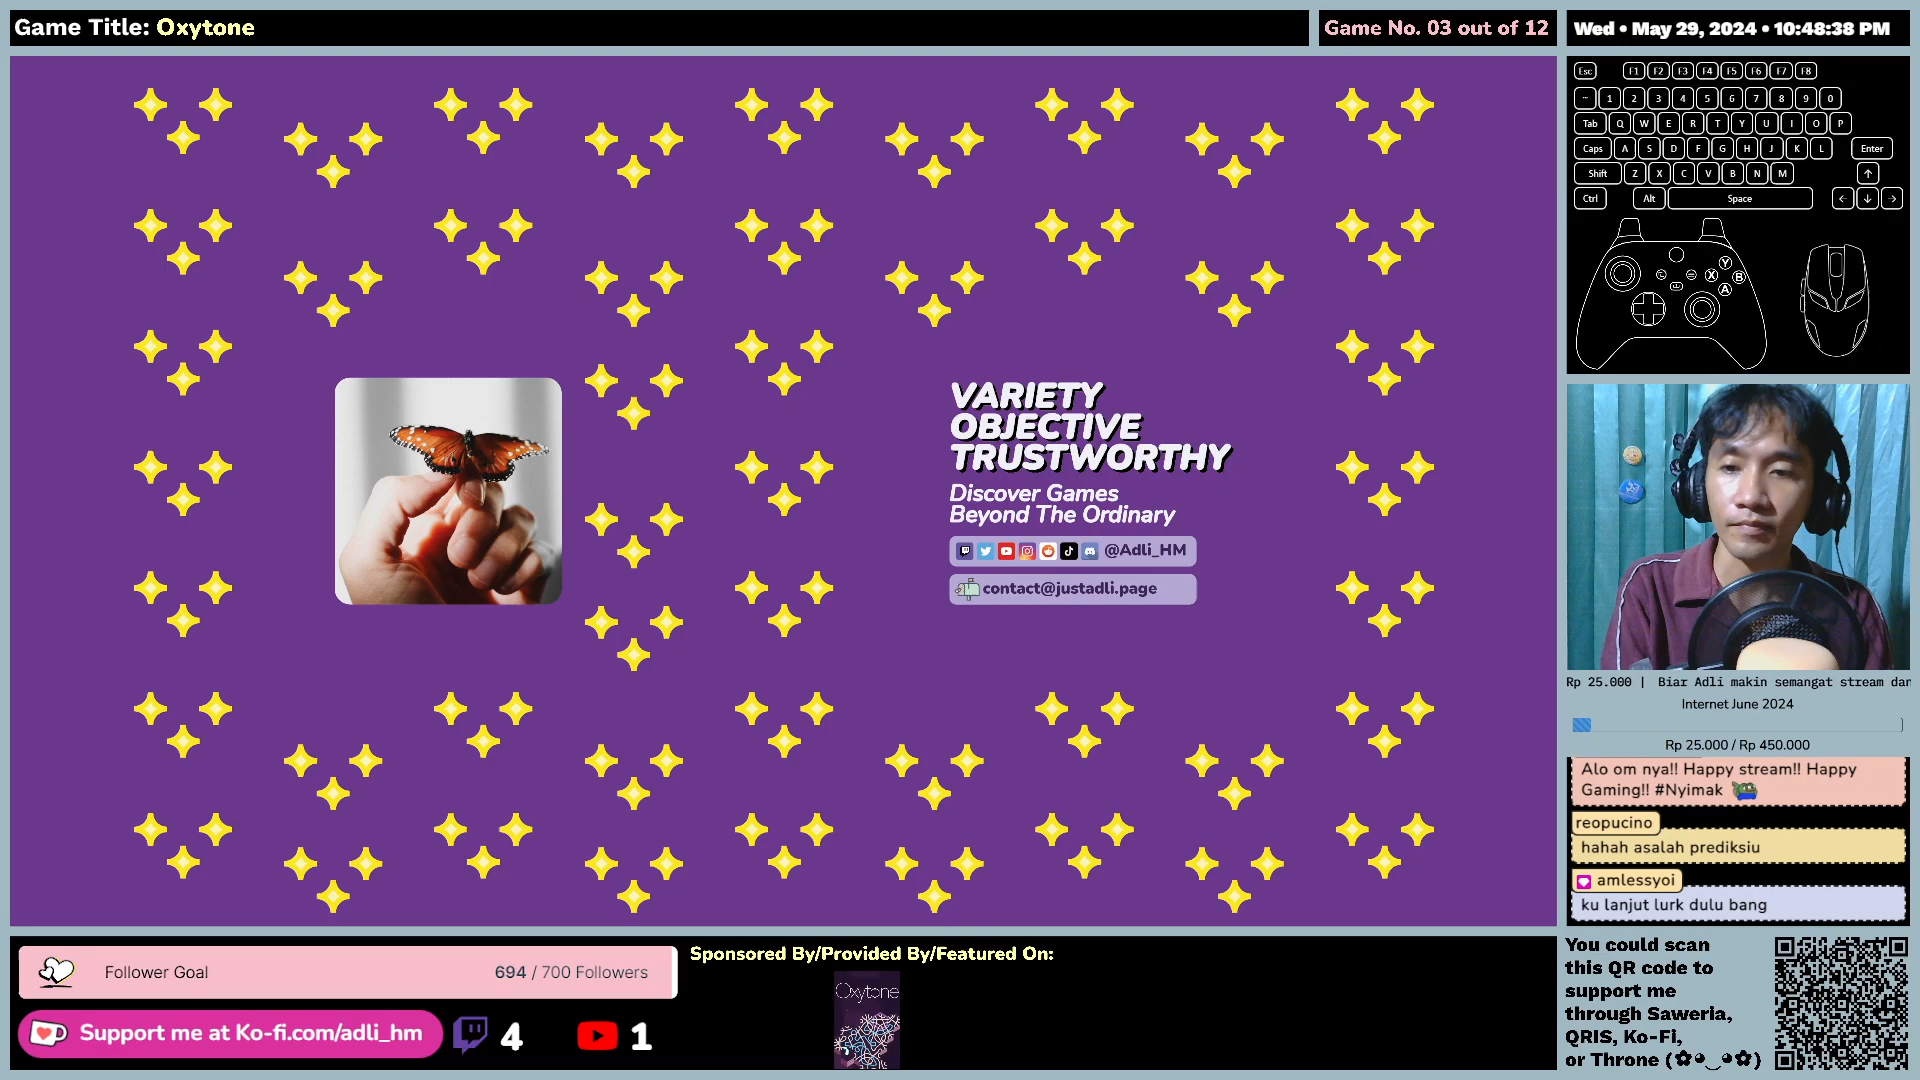 Game Title: Oxytone
Game No. 03 out of 12
Wed • May 29, 2024 • 10:48:38 PM
Esc F1 F2 F3 F4 F5 F6 F7 F8
~ 1 2 3 4 5 6 7 8 9 0
Tab Q W E R T Y U I O P
Caps A S D F G H J K L Enter
Shift Z X C V B N M ↑
Ctrl Alt Space ← ↓ →
Y
X B
A
VARIETY
OBJECTIVE
TRUSTWORTHY
Discover Games
Beyond The Ordinary
@Adli_HM
contact@justadli.page
Rp 25.000 | Biar Adli makin semangat stream dan
Internet June 2024
Rp 25.000 / Rp 450.000
Alo om nya!! Happy stream!! Happy
Gaming!! #Nyimak
reopucino
hahah asalah prediksiu
amlessyoi
ku lanjut lurk dulu bang
Follower Goal 694 / 700 Followers
Support me at Ko-fi.com/adli_hm
4 1
Sponsored By/Provided By/Featured On:
Oxytone
You could scan
this QR code to
support me
through Saweria,
QRIS, Ko-Fi,
or Throne (✿◕‿◕✿)